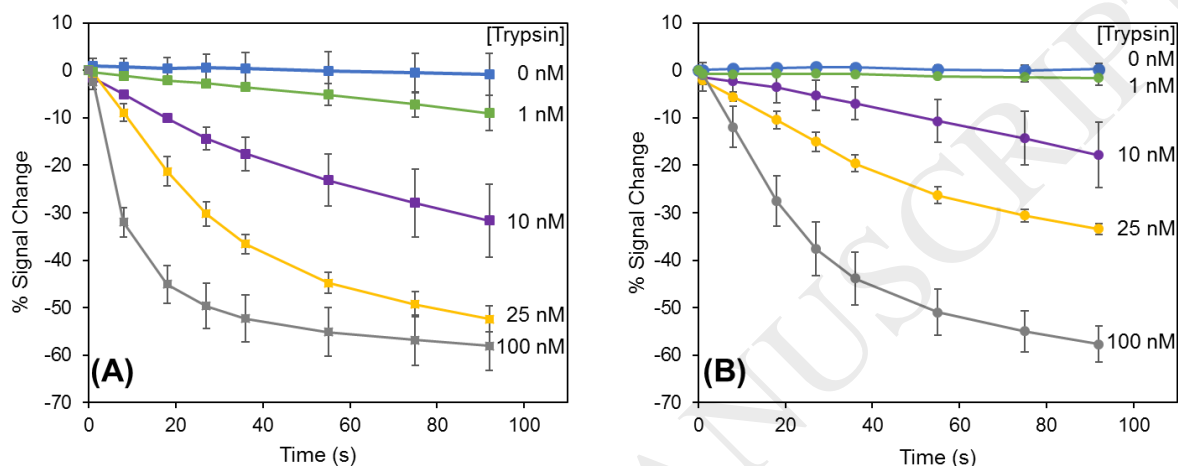 10
0
-10
-20
-30
-40
-50
-60
-70
% Signal Change
0 20 40 60 80 100
Time (s)
[Trypsin]
0 nM
1 nM
10 nM
25 nM
100 nM
(A)
10
0
-10
-20
-30
-40
-50
-60
-70
% Signal Change
0 20 40 60 80 100
Time (s)
[Trypsin]
0 nM
1 nM
10 nM
25 nM
100 nM
(B)
ANUSCRIPT